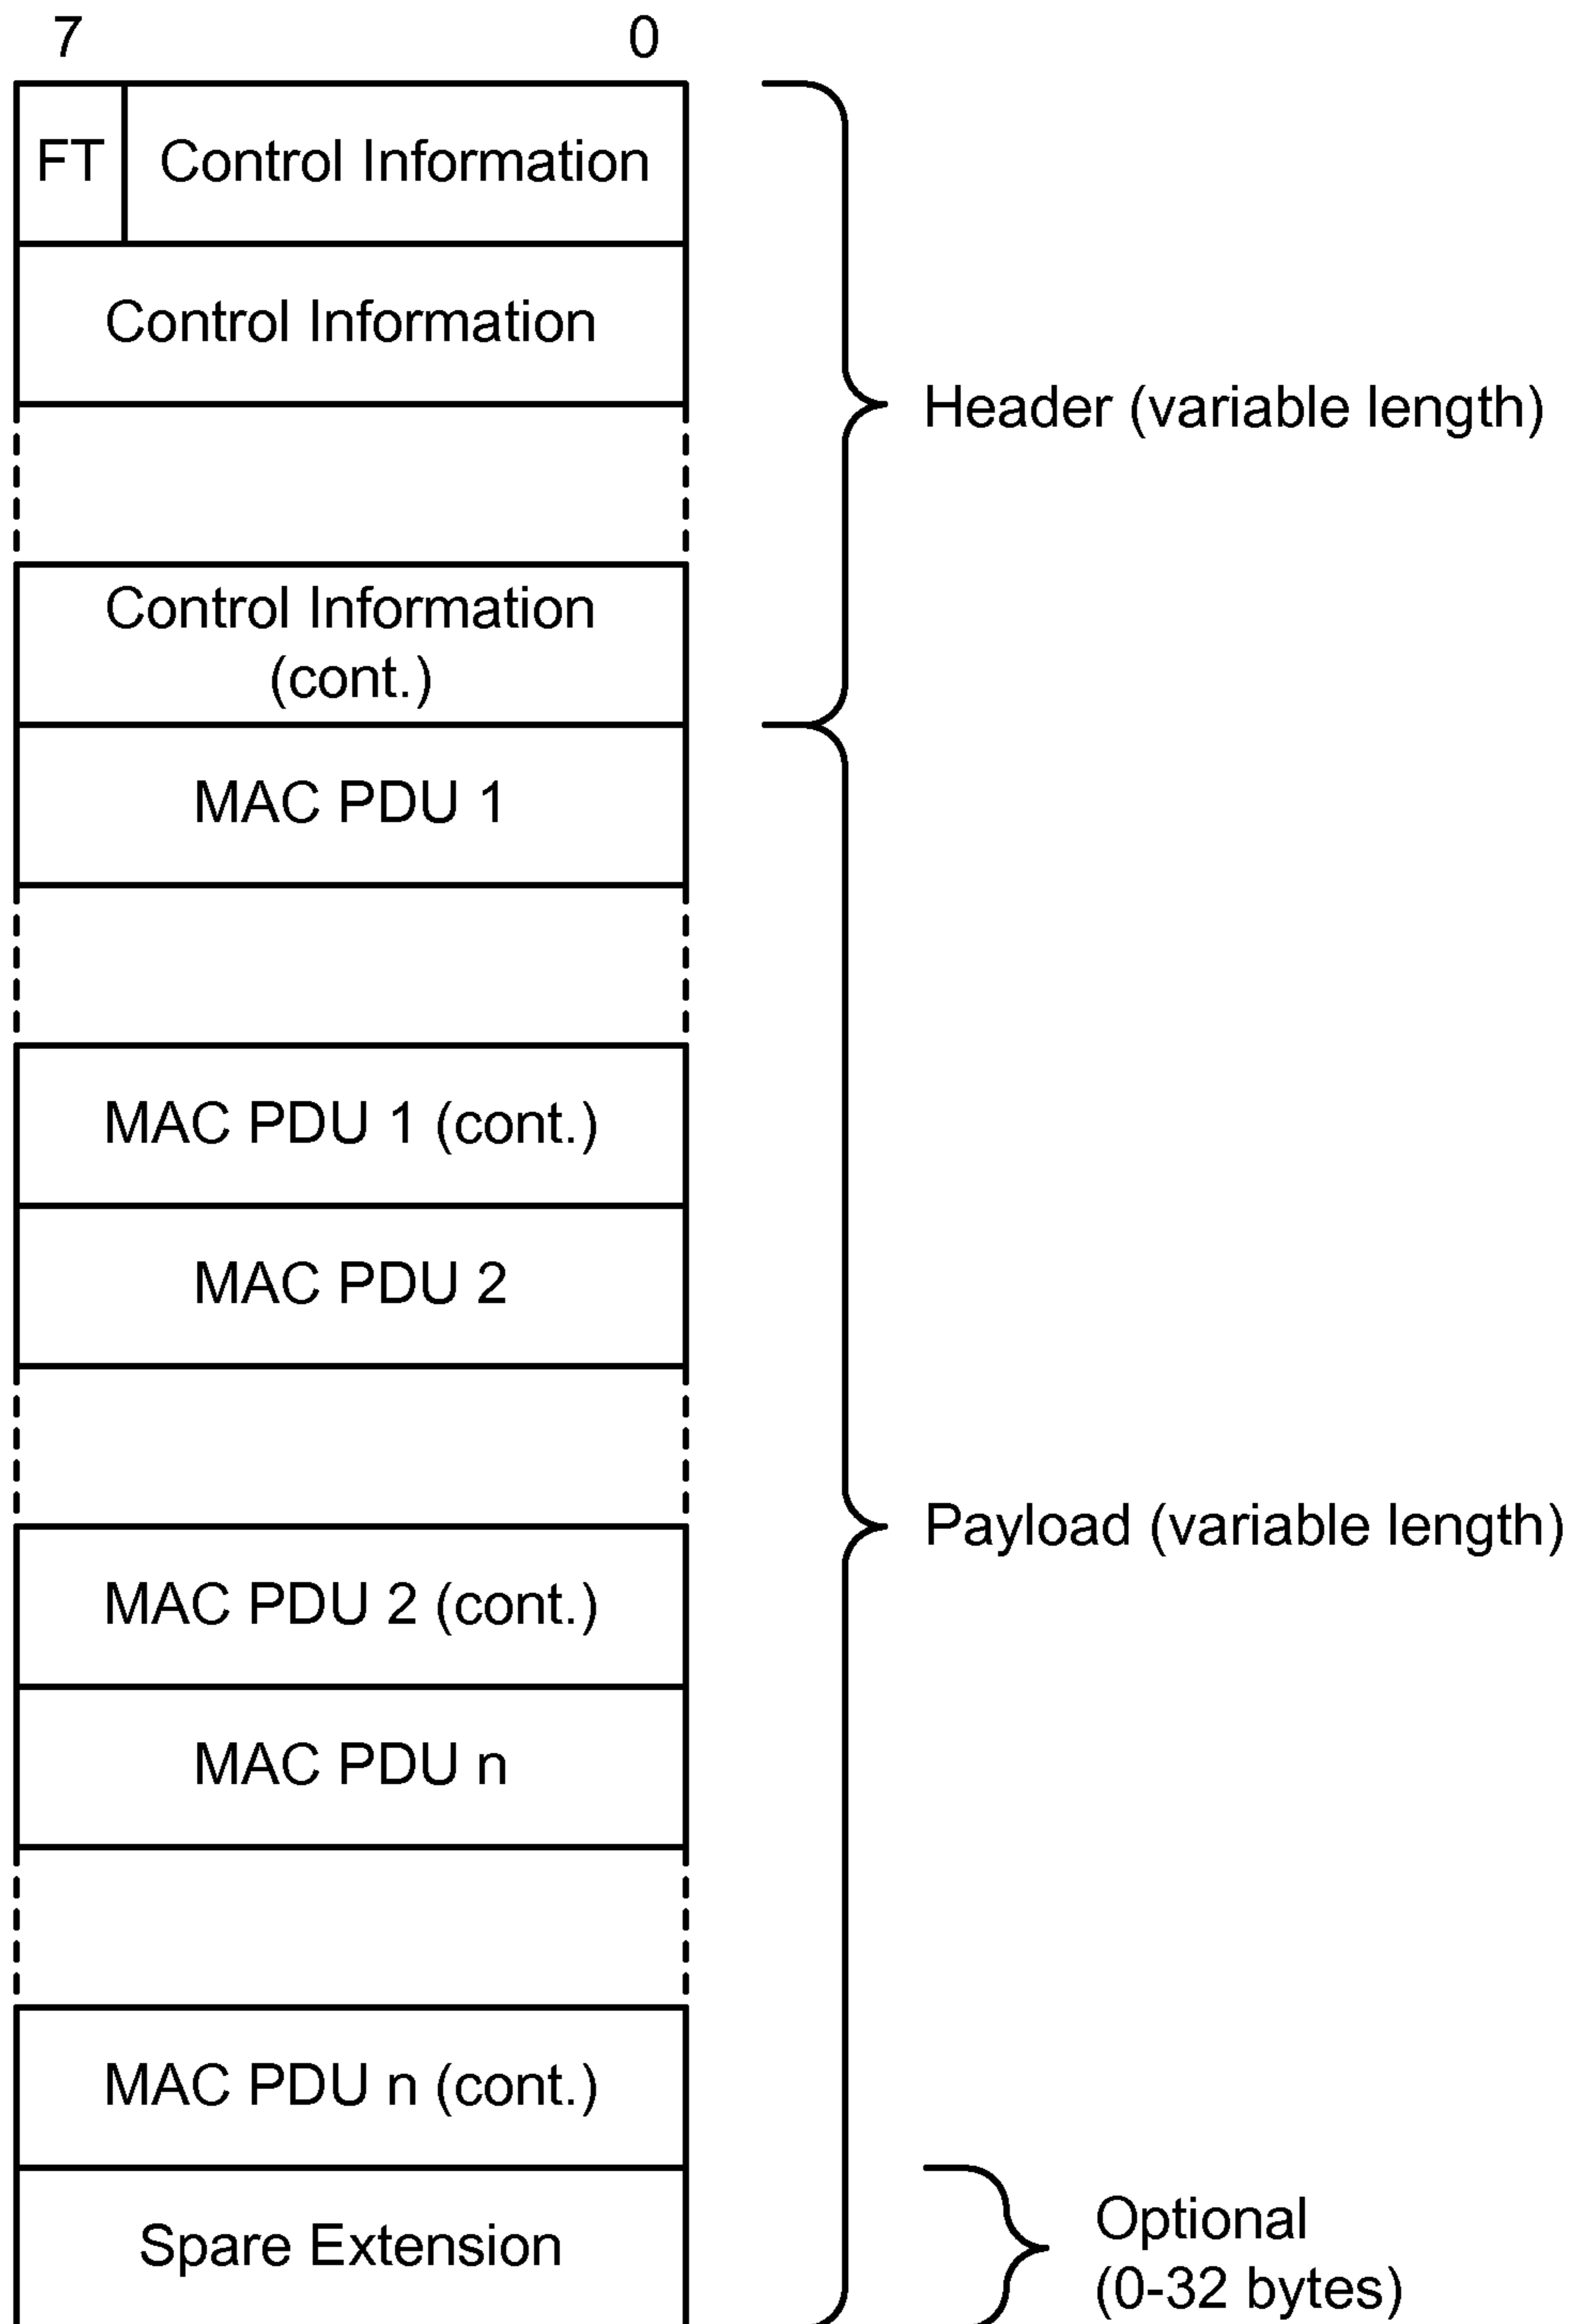 7 0
FT Control Information
Control Information
Header (variable length)
Control Information
(cont.)
MAC PDU 1
MAC PDU 1 (cont.)
MAC PDU 2
Payload (variable length)
MAC PDU 2 (cont.)
MAC PDU n
MAC PDU n (cont.)
Spare Extension
Optional
(0-32 bytes)